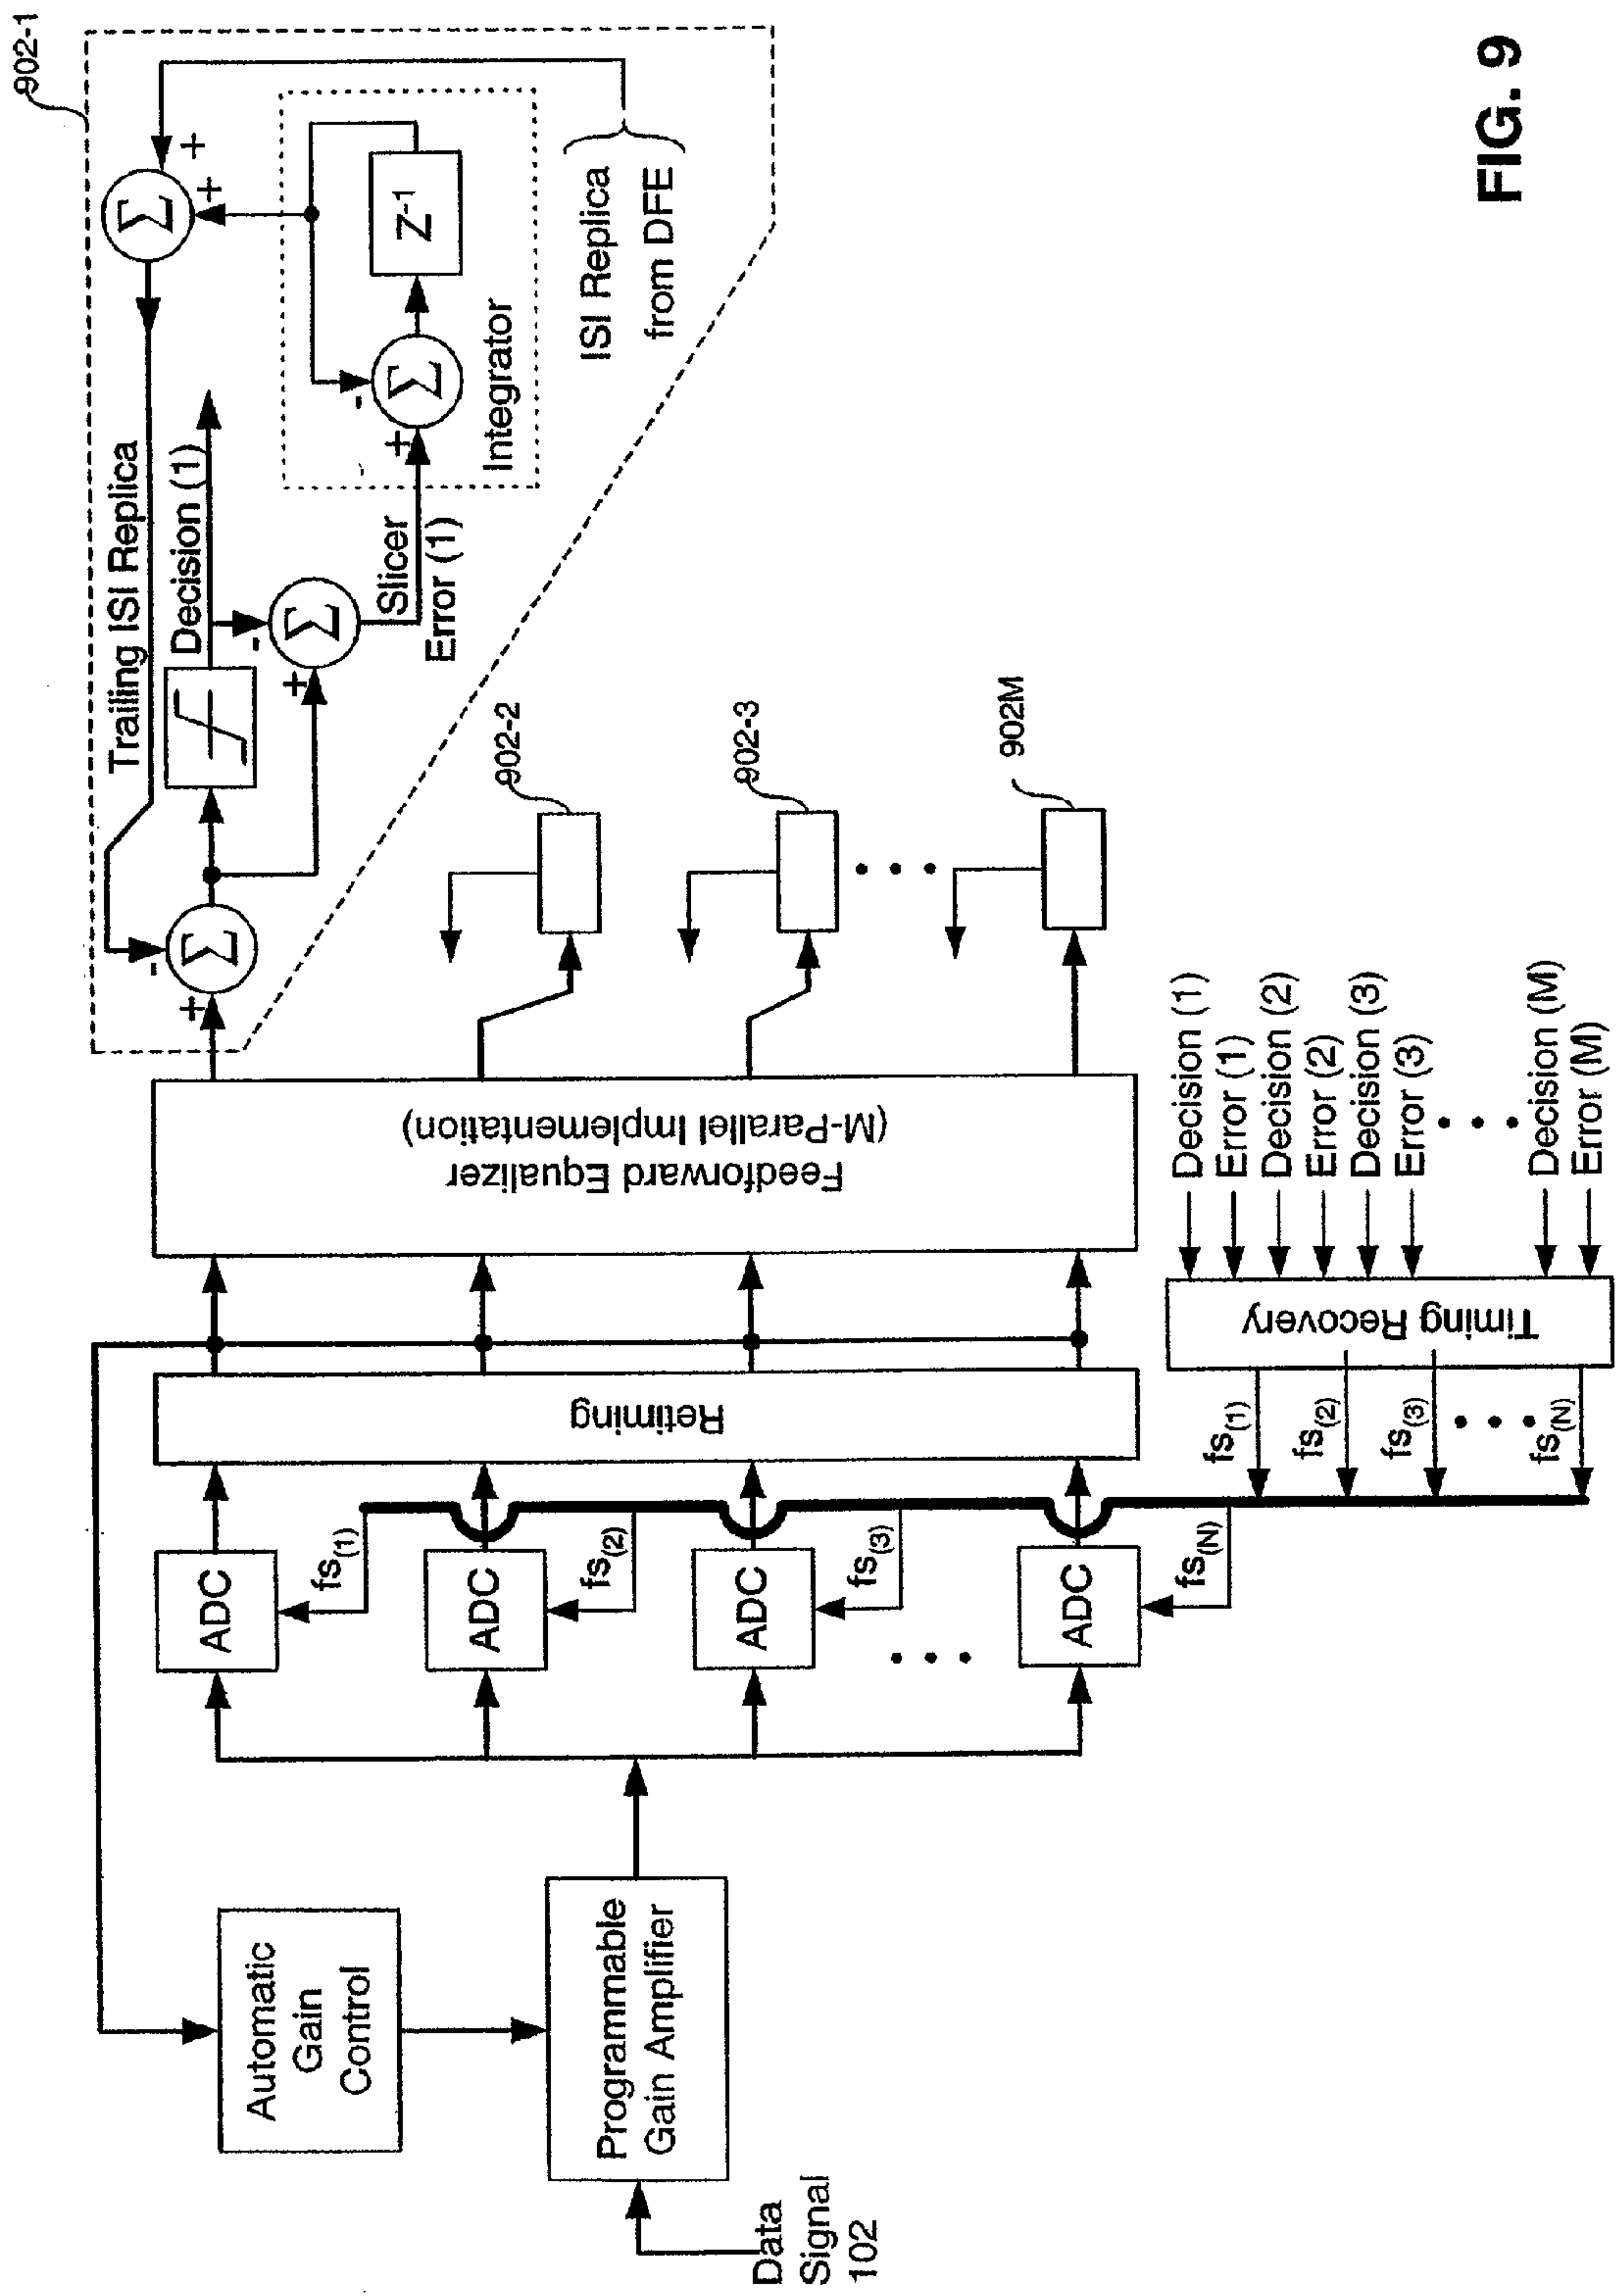 902-1
Trailing ISI Replica
Σ
+
+
Decision (1)
Σ
-
+
Σ
-
+
Slicer
Error (1)
Σ
-
+
Z-1
Integrator
ISI Replica
from DFE
902-2
902-3
902M
Feedforward Equalizer
(M-Parallel Implementation)
Retiming
ADC
fs(1)
ADC
fs(2)
ADC
fs(3)
ADC
fs(N)
Automatic
Gain
Control
Programmable
Gain Amplifier
Data
Signal
102
Timing Recovery
fs(1)
fs(2)
fs(3)
fs(N)
Decision (1)
Error (1)
Decision (2)
Error (2)
Decision (3)
Error (3)
Decision (M)
Error (M)
FIG. 9